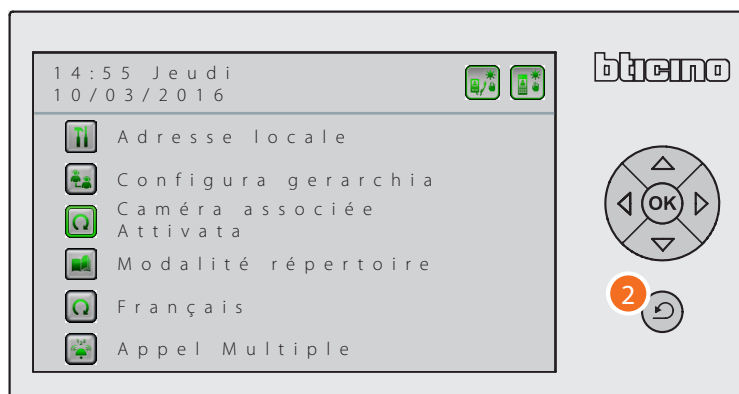 14:55 Jeudi
10/03/2016
bticino
Adresse locale
Configura gerarchia
Caméra associée
Attivata
Modalité répertoire
Français
Appel Multiple
OK
2